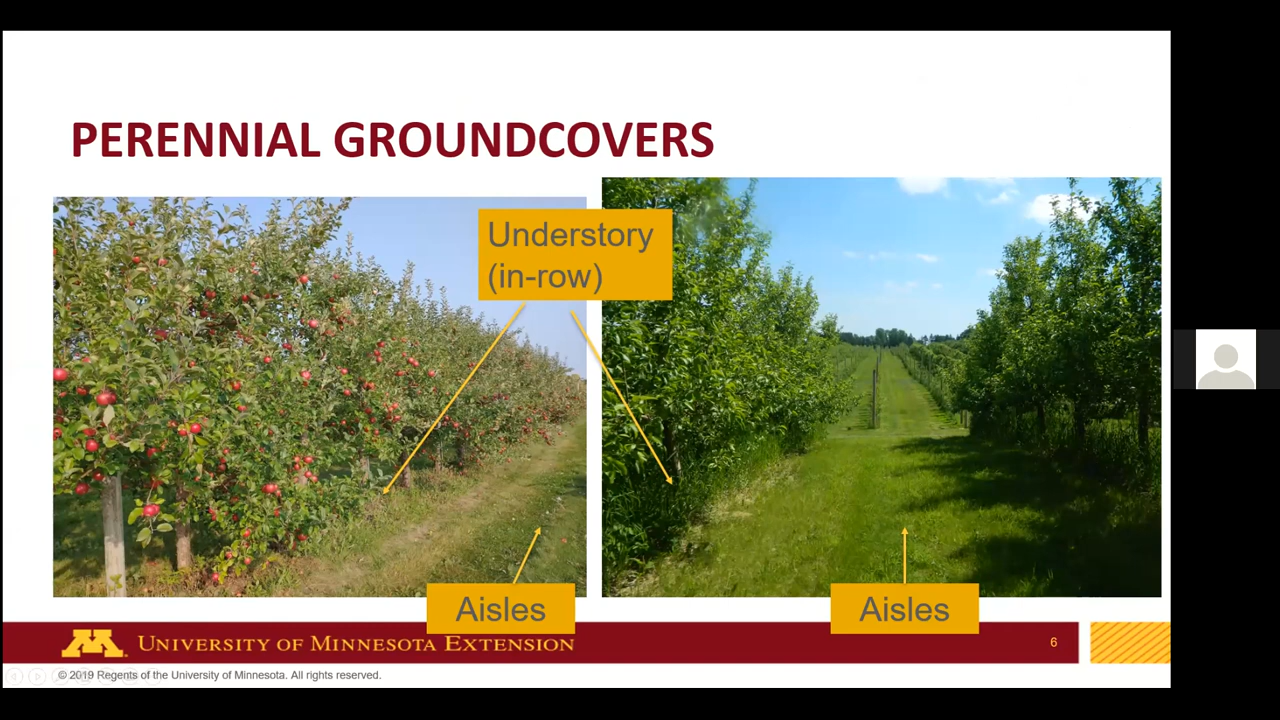 PERENNIAL GROUNDCOVERS
Understory
(in-row)
Aisles
Aisles
M
UNIVERSITY OF MINNESOTA EXTENSION
6
© 2019 Regents of the University of Minnesota. All rights reserved.